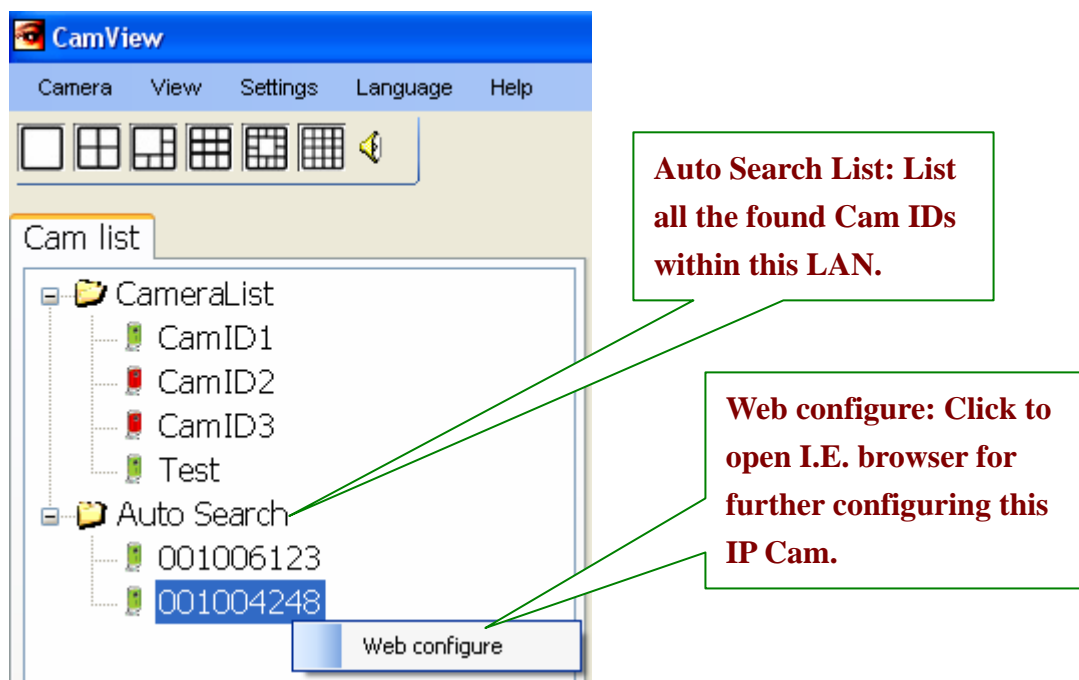 CamView
Camera View Settings Language Help
Auto Search List: List
all the found Cam IDs
within this LAN.
Cam list
CameraList
CamID1
CamID2
CamID3
Test
Auto Search
001006123
001004248
Web configure
Web configure: Click to
open I.E. browser for
further configuring this
IP Cam.